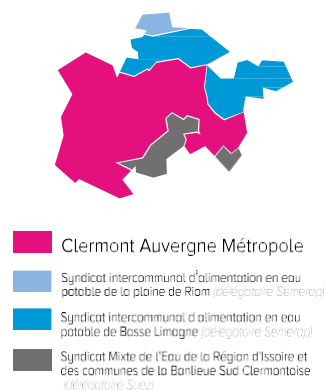 Clermont Auvergne Métropole
Syndicat intercommunal d'alimentation en eau
potable de la plaine de Riom (délégataire Semerap)
Syndicat intercommunal d alimentation en eau
potable de Basse Limagne (délégataire Semerap)
Syndicat Mixte de l'Eau de la Région d'Issoire et
des communes de la Banlieue Sud Clermontoise
(délégataire Suez)